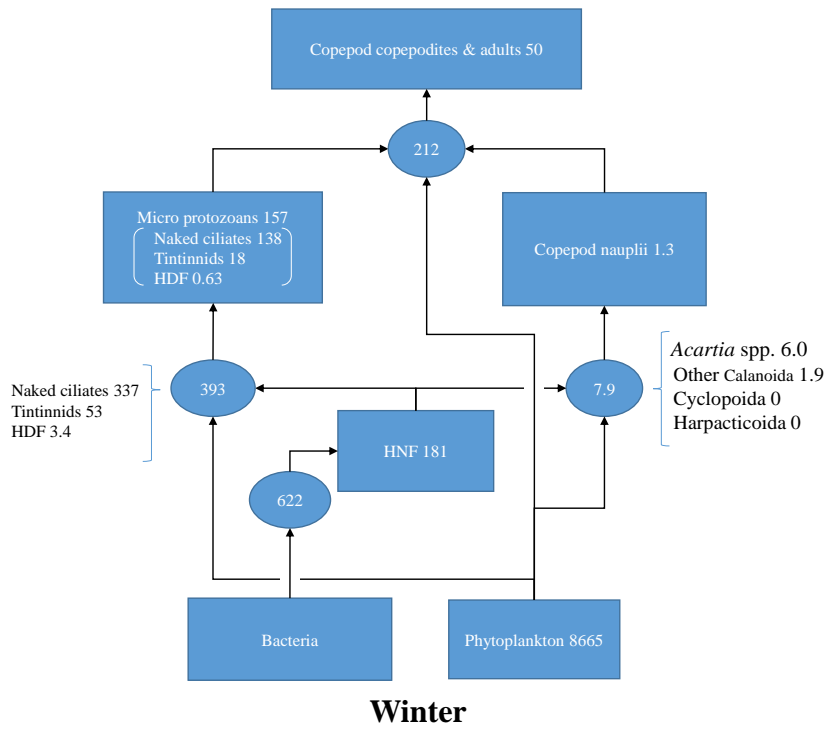 Copepod copepodites & adults 50
212
Micro protozoans 157
Naked ciliates 138
Tintinnids 18
HDF 0.63
Copepod nauplii 1.3
Naked ciliates 337
Tintinnids 53
HDF 3.4
393
7.9
Acartia spp. 6.0
Other Calanoida 1.9
Cyclopoida 0
Harpacticoida 0
HNF 181
622
Bacteria
Phytoplankton 8665
Winter